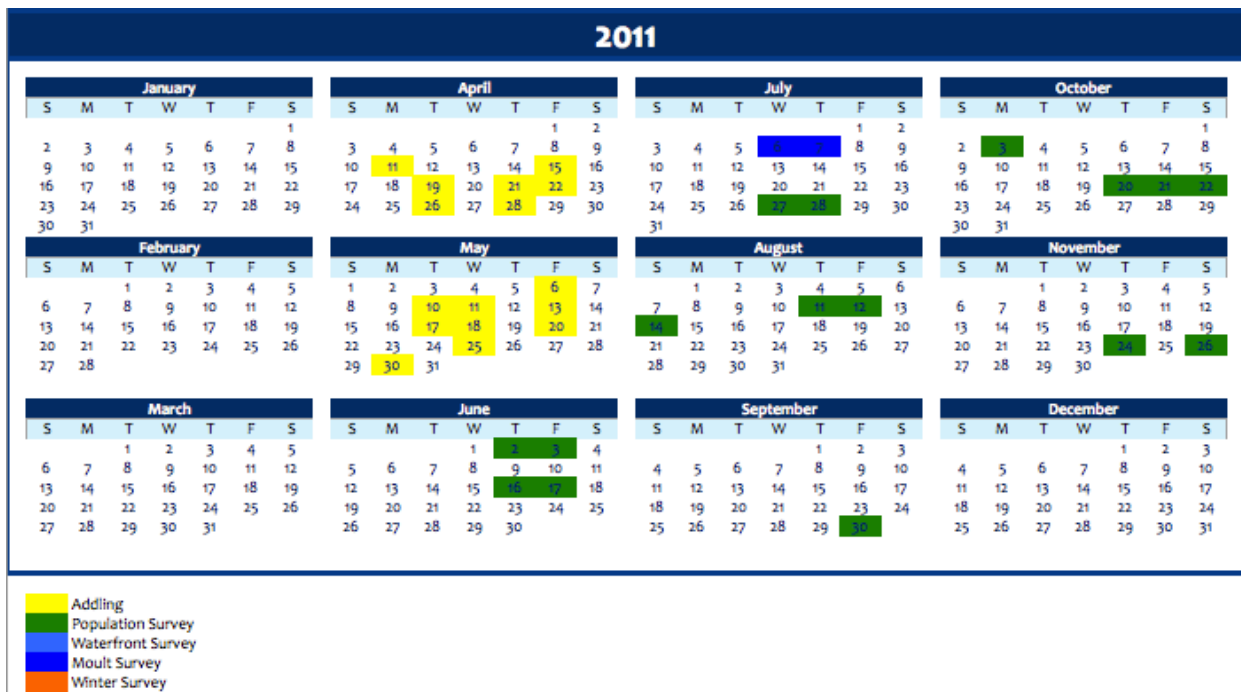 2011
January
S M T W T F S
1
2 3 4 5 6 7 8
9 10 11 12 13 14 15
16 17 18 19 20 21 22
23 24 25 26 27 28 29
30 31
April
S M T W T F S
1 2
3 4 5 6 7 8 9
10 11 12 13 14 15 16
17 18 19 20 21 22 23
24 25 26 27 28 29 30
July
S M T W T F S
1 2
3 4 5 6 7 8 9
10 11 12 13 14 15 16
17 18 19 20 21 22 23
24 25 26 27 28 29 30
31
October
S M T W T F S
1
2 3 4 5 6 7 8
9 10 11 12 13 14 15
16 17 18 19 20 21 22
23 24 25 26 27 28 29
30 31
February
S M T W T F S
1 2 3 4 5
6 7 8 9 10 11 12
13 14 15 16 17 18 19
20 21 22 23 24 25 26
27 28
May
S M T W T F S
1 2 3 4 5 6 7
8 9 10 11 12 13 14
15 16 17 18 19 20 21
22 23 24 25 26 27 28
29 30 31
August
S M T W T F S
1 2 3 4 5 6
7 8 9 10 11 12 13
14 15 16 17 18 19 20
21 22 23 24 25 26 27
28 29 30 31
November
S M T W T F S
1 2 3 4 5
6 7 8 9 10 11 12
13 14 15 16 17 18 19
20 21 22 23 24 25 26
27 28 29 30
March
S M T W T F S
1 2 3 4 5
6 7 8 9 10 11 12
13 14 15 16 17 18 19
20 21 22 23 24 25 26
27 28 29 30 31
June
S M T W T F S
1 2 3 4
5 6 7 8 9 10 11
12 13 14 15 16 17 18
19 20 21 22 23 24 25
26 27 28 29 30
September
S M T W T F S
1 2 3
4 5 6 7 8 9 10
11 12 13 14 15 16 17
18 19 20 21 22 23 24
25 26 27 28 29 30
December
S M T W T F S
1 2 3
4 5 6 7 8 9 10
11 12 13 14 15 16 17
18 19 20 21 22 23 24
25 26 27 28 29 30 31
Addling
Population Survey
Waterfront Survey
Moult Survey
Winter Survey